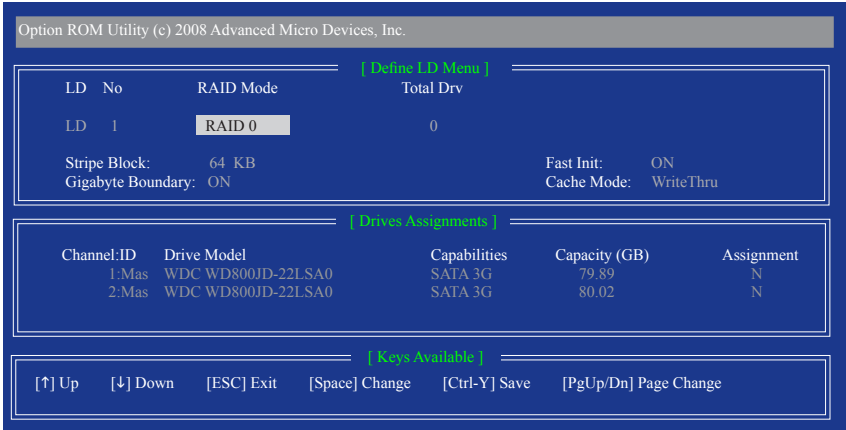 Option ROM Utility (c) 2008 Advanced Micro Devices, Inc.
[ Define LD Menu ]
LD No RAID Mode Total Drv
LD 1 RAID 0 0
Stripe Block: 64 KB Fast Init: ON
Gigabyte Boundary: ON Cache Mode: WriteThru
[ Drives Assignments ]
Channel:ID Drive Model Capabilities Capacity (GB) Assignment
1:Mas WDC WD800JD-22LSA0 SATA 3G 79.89 N
2:Mas WDC WD800JD-22LSA0 SATA 3G 80.02 N
[ Keys Available ]
[↑] Up [↓] Down [ESC] Exit [Space] Change [Ctrl-Y] Save [PgUp/Dn] Page Change